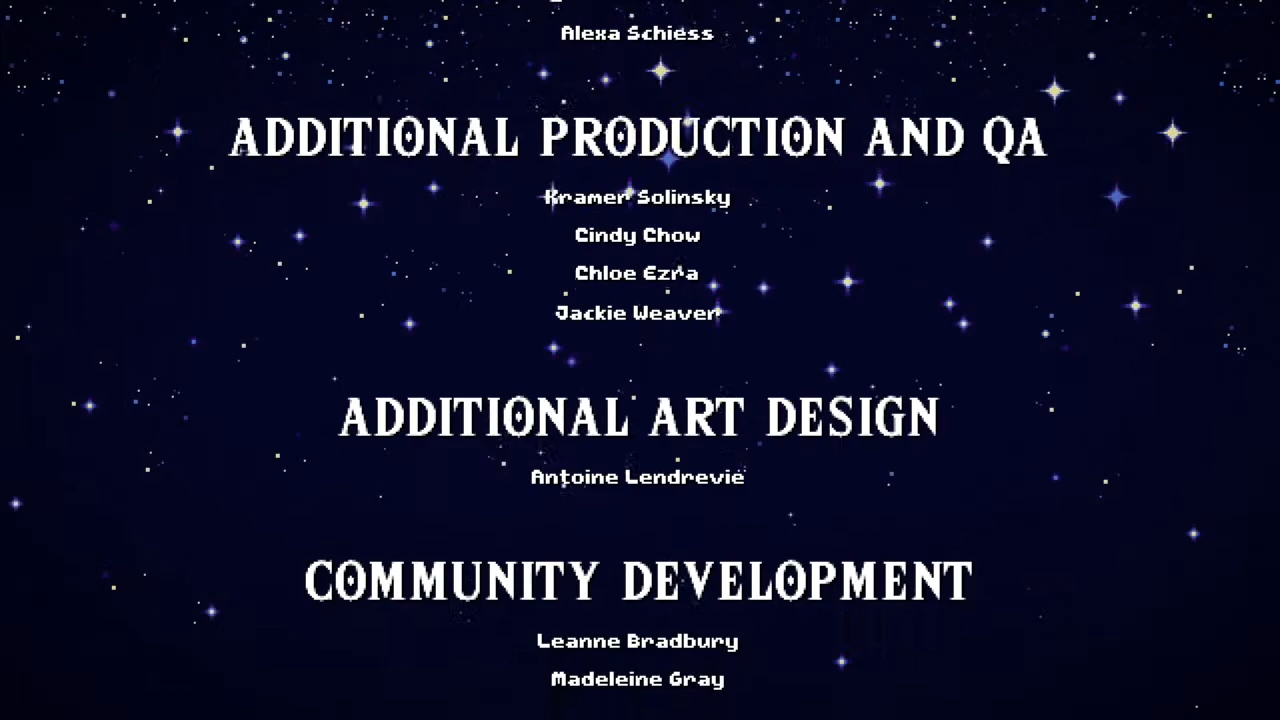 Alexa Schiess
ADDITIONAL PRODUCTION AND QA
Kramer Solinsky
Cindy Chow
Chloe Ezra
Jackie Weaver
ADDITIONAL ART DESIGN
Antoine Lendrevie
COMMUNITY DEVELOPMENT
Leanne Bradbury
Madeleine Gray